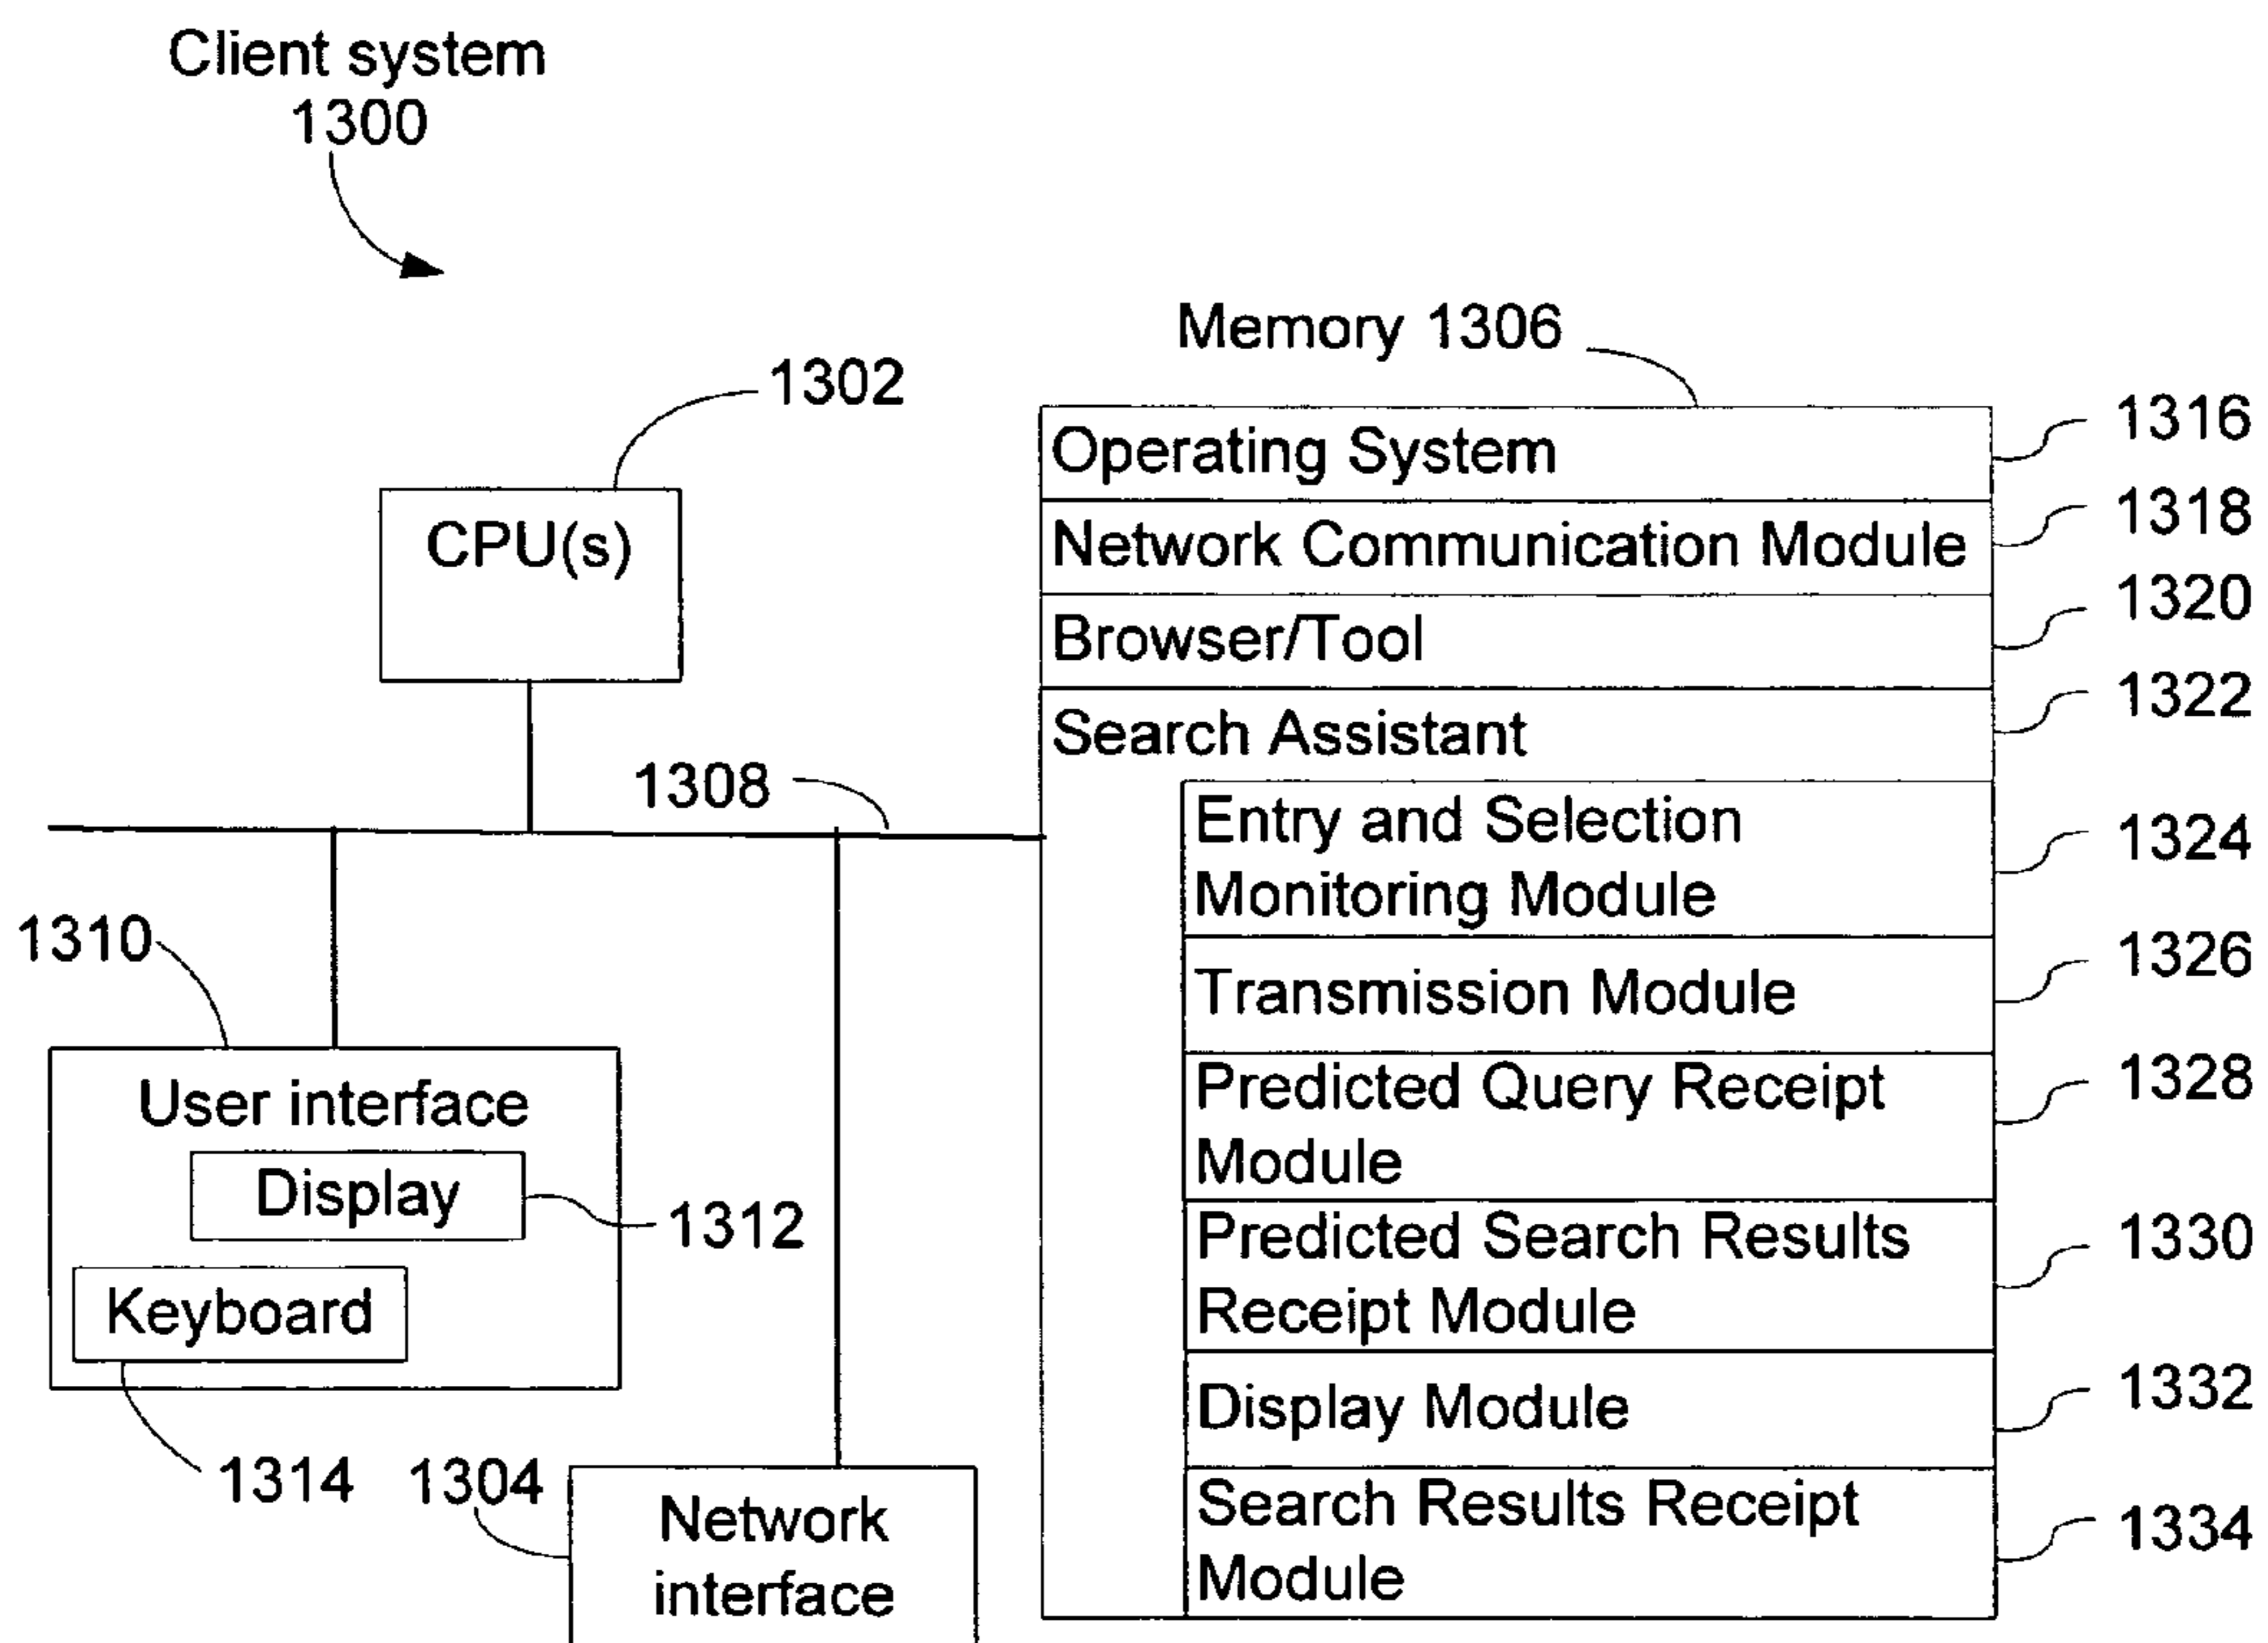 Client system
1300
Memory 1306
1302
CPU(s)
1308
1310
User interface
Display
1312
Keyboard
1314
1304
Network
interface
Operating System
1316
Network Communication Module
1318
Browser/Tool
1320
Search Assistant
1322
Entry and Selection
Monitoring Module
1324
Transmission Module
1326
Predicted Query Receipt
Module
1328
Predicted Search Results
Receipt Module
1330
Display Module
1332
Search Results Receipt
Module
1334